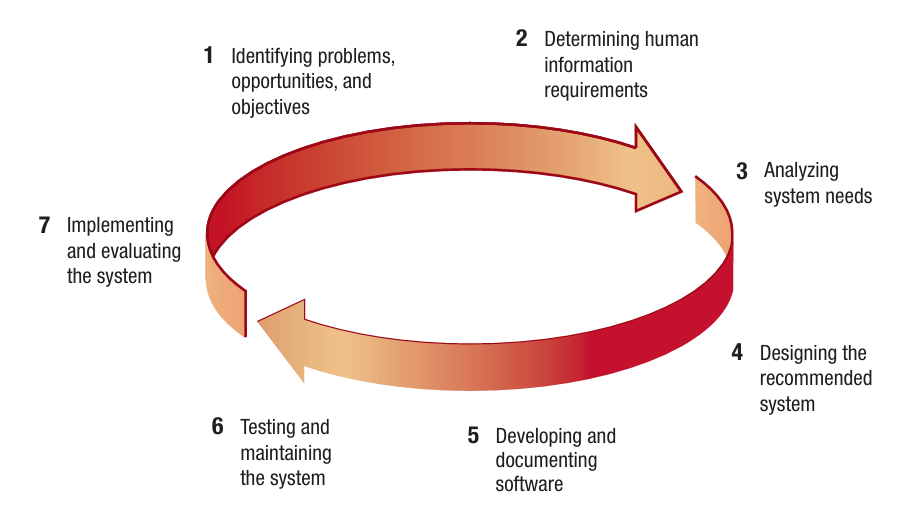 1 Identifying problems,
opportunities, and
objectives
2 Determining human
information
requirements
3 Analyzing
system needs
4 Designing the
recommended
system
5 Developing and
documenting
software
6 Testing and
maintaining
the system
7 Implementing
and evaluating
the system